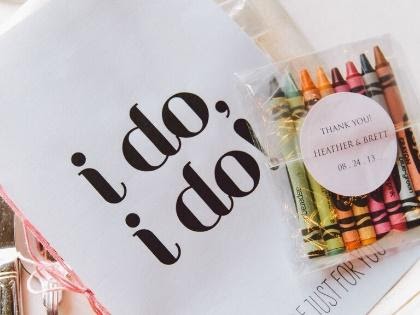 i do,
i do!
THANK YOU!
HEATHER & BRETT
08 . 24 . 13
JUST FOR YOU